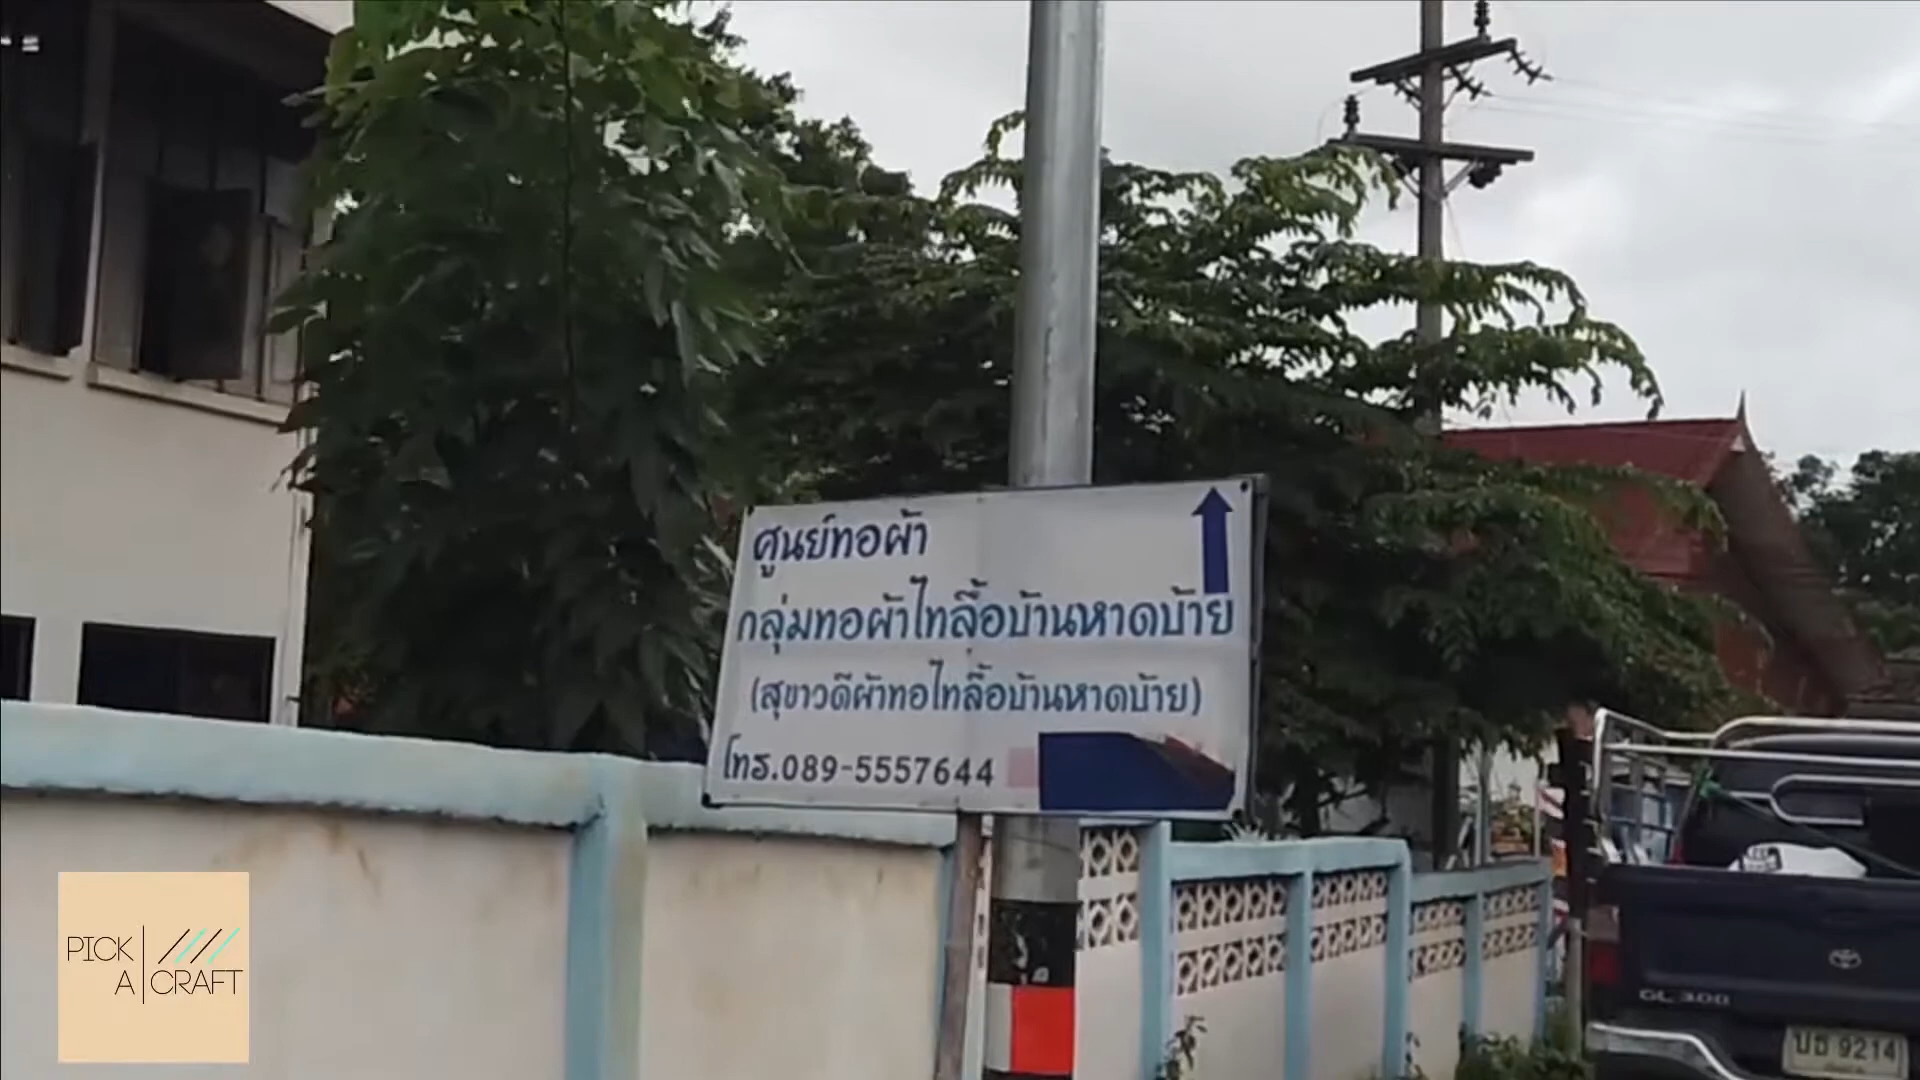 ศูนย์ทอผ้า
กลุ่มทอผ้าไทลื้อบ้านหาดบ้าย
(สุขาวดีผ้าทอไทลื้อบ้านหาดบ้าย)
โทร.089-5557644
PICK
A CRAFT
GL 300
บธ 9214